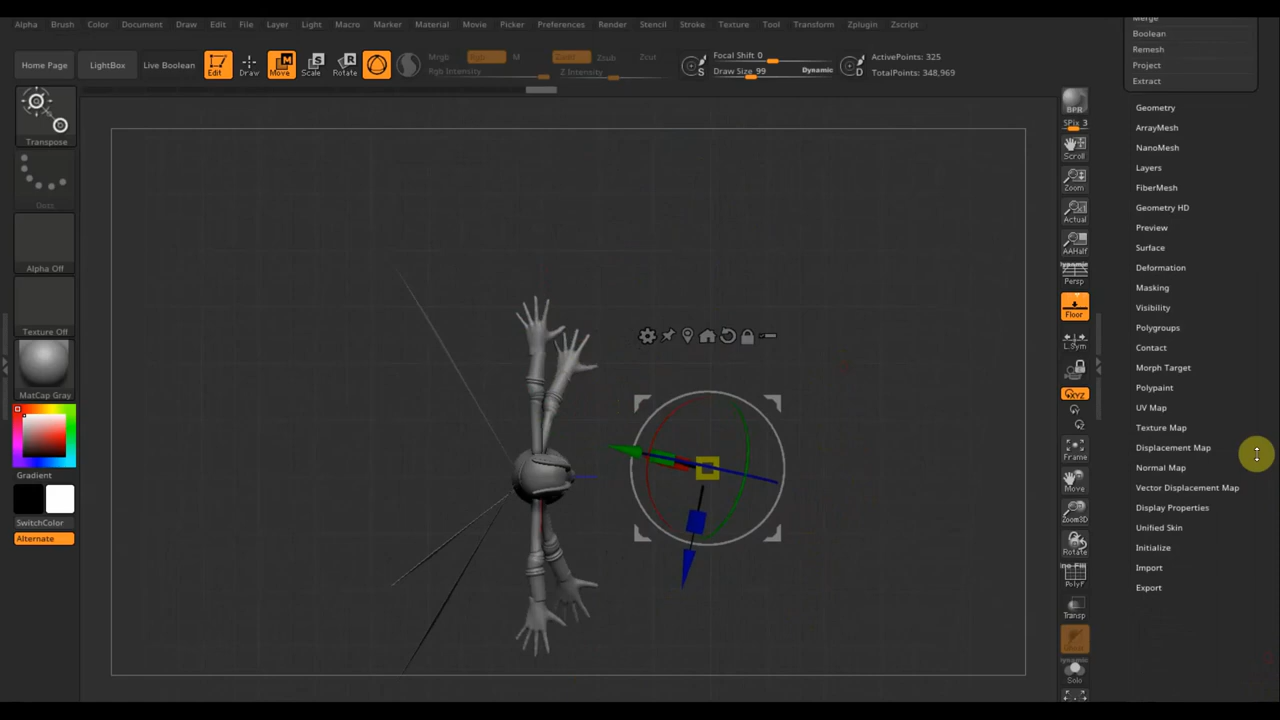 Alpha Brush Color Document Draw Edit File Layer Light Macro Marker Material Movie Picker Preferences Render Stencil Stroke Texture Tool Transform Zplugin Zscript
Merge
Boolean
Remesh
Project
Extract
Home Page LightBox Live Boolean Edit Draw Move Scale Rotate
Mrgb Rgb M Zadd Zsub Zcut
Rgb Intensity Z Intensity
Focal Shift 0
Draw Size 99 Dynamic
ActivePoints: 325
TotalPoints: 348,969
Transpose
Dots
Alpha Off
Texture Off
MatCap Gray
Gradient
SwitchColor
Alternate
BPR
SPix 3
Scroll
Zoom
Actual
AAHalf
Dynamic
Persp
Floor
L.Sym
XYZ
Frame
Move
Zoom3D
Rotate
PolyF
Transp
Dynamic
Solo
Geometry
ArrayMesh
NanoMesh
Layers
FiberMesh
Geometry HD
Preview
Surface
Deformation
Masking
Visibility
Polygroups
Contact
Morph Target
Polypaint
UV Map
Texture Map
Displacement Map
Normal Map
Vector Displacement Map
Display Properties
Unified Skin
Initialize
Import
Export